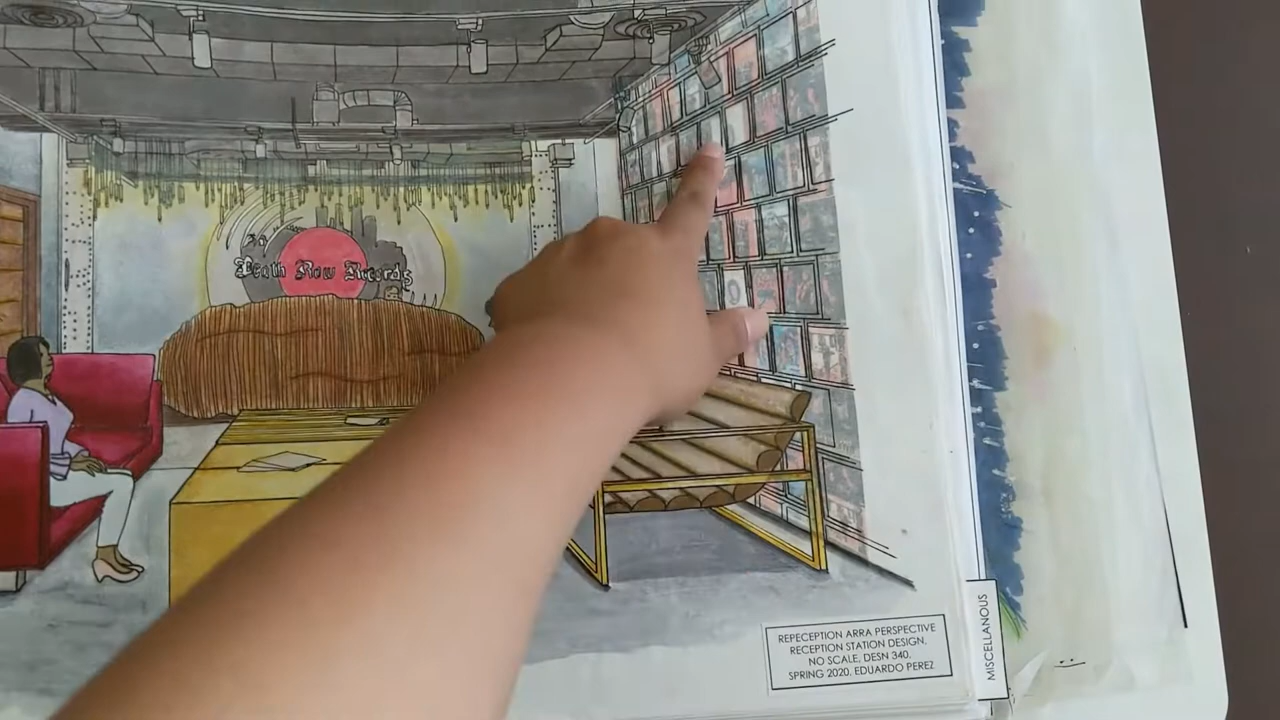 Death Row Records
REPECEPTION ARRA PERSPECTIVE
RECEPTION STATION DESIGN,
NO SCALE, DESN 340,
SPRING 2020, EDUARDO PEREZ
MISCELLANOUS